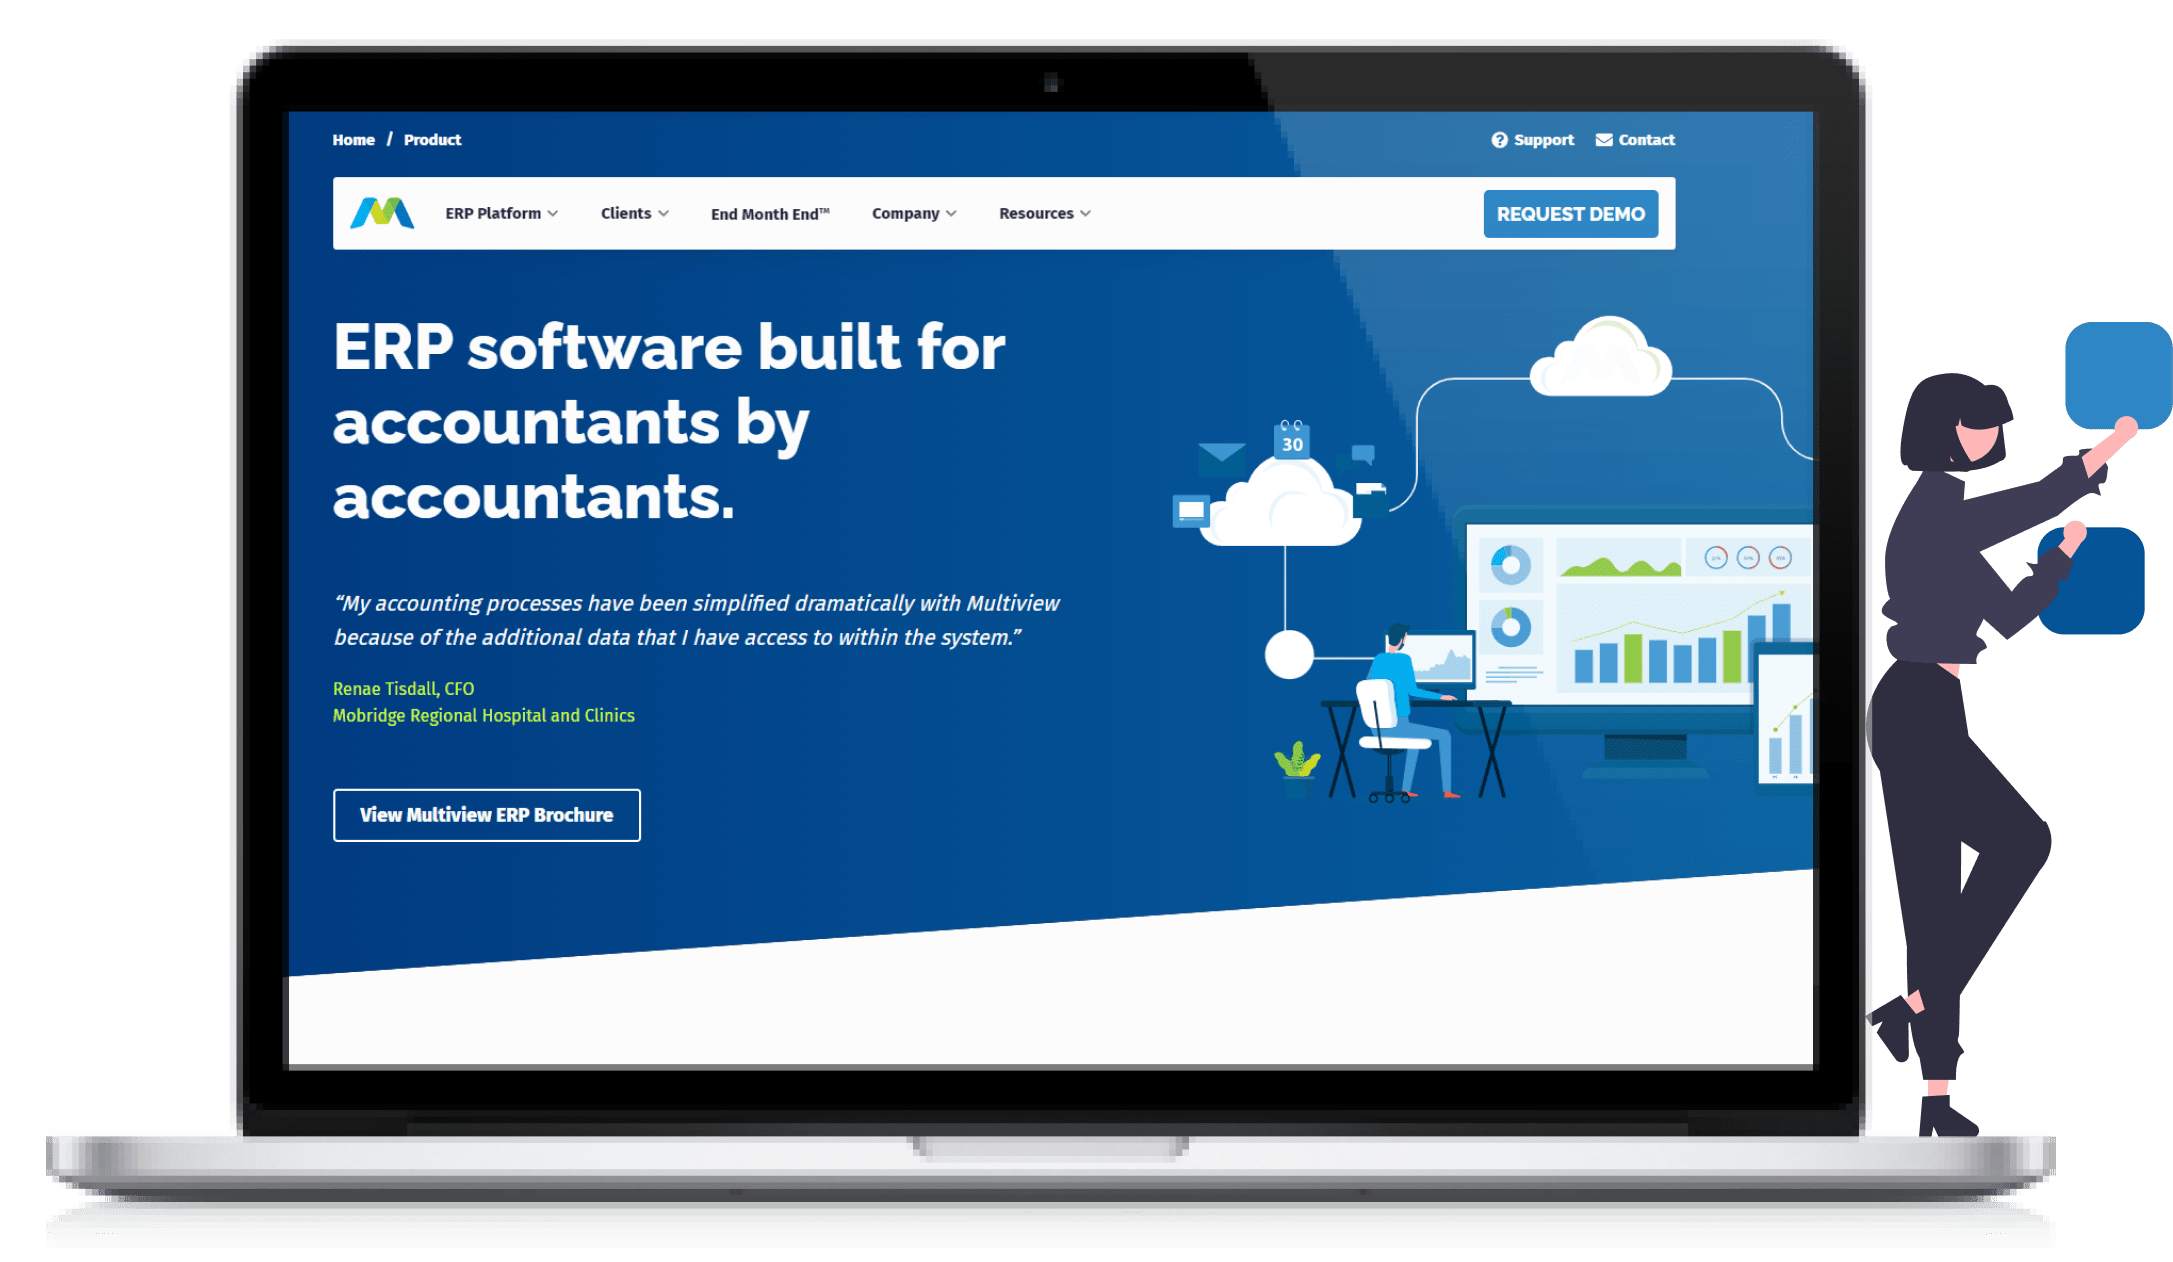 Home / Product
Support Contact
ERP Platform Clients End Month End™ Company Resources REQUEST DEMO
ERP software built for
accountants by
accountants.
30
“My accounting processes have been simplified dramatically with Multiview
because of the additional data that I have access to within the system.”
Renae Tisdall, CFO
Mobridge Regional Hospital and Clinics
View Multiview ERP Brochure